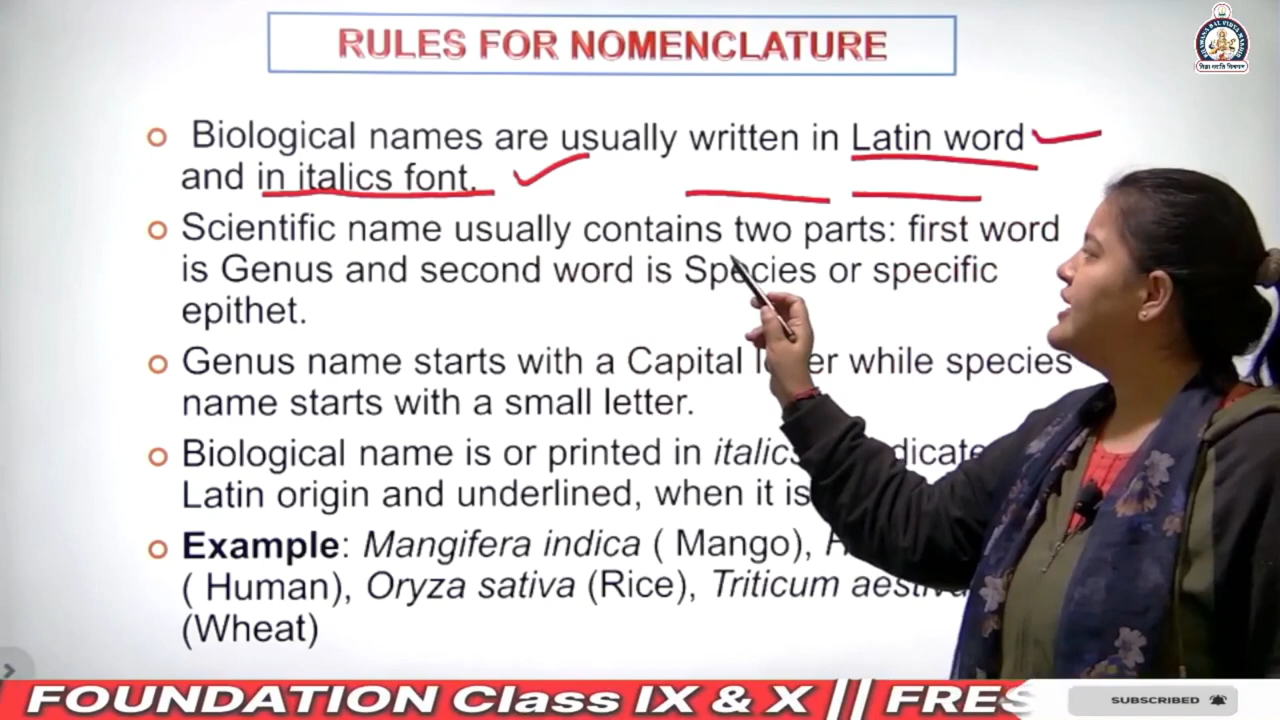 RULES FOR NOMENCLATURE
Biological names are usually written in Latin word
and in italics font.
Scientific name usually contains two parts: first word
is Genus and second word is Species or specific
epithet.
Genus name starts with a Capital while species
name starts with a small letter.
Biological name is or printed in italics
Latin origin and underlined, when it is
Example: Mangifera indica ( Mango),
( Human), Oryza sativa (Rice), Triticum
(Wheat)
FOUNDATION Class IX & X || FRES
SUBSCRIBED